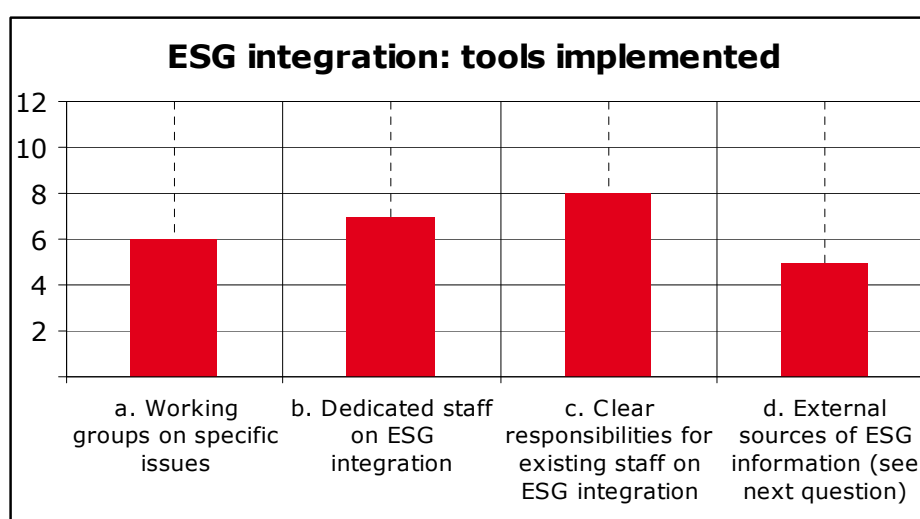 ESG integration: tools implemented
12
10
8
6
4
2
a. Working
groups on specific
issues
b. Dedicated staff
on ESG
integration
c. Clear
responsibilities for
existing staff on
ESG integration
d. External
sources of ESG
information (see
next question)